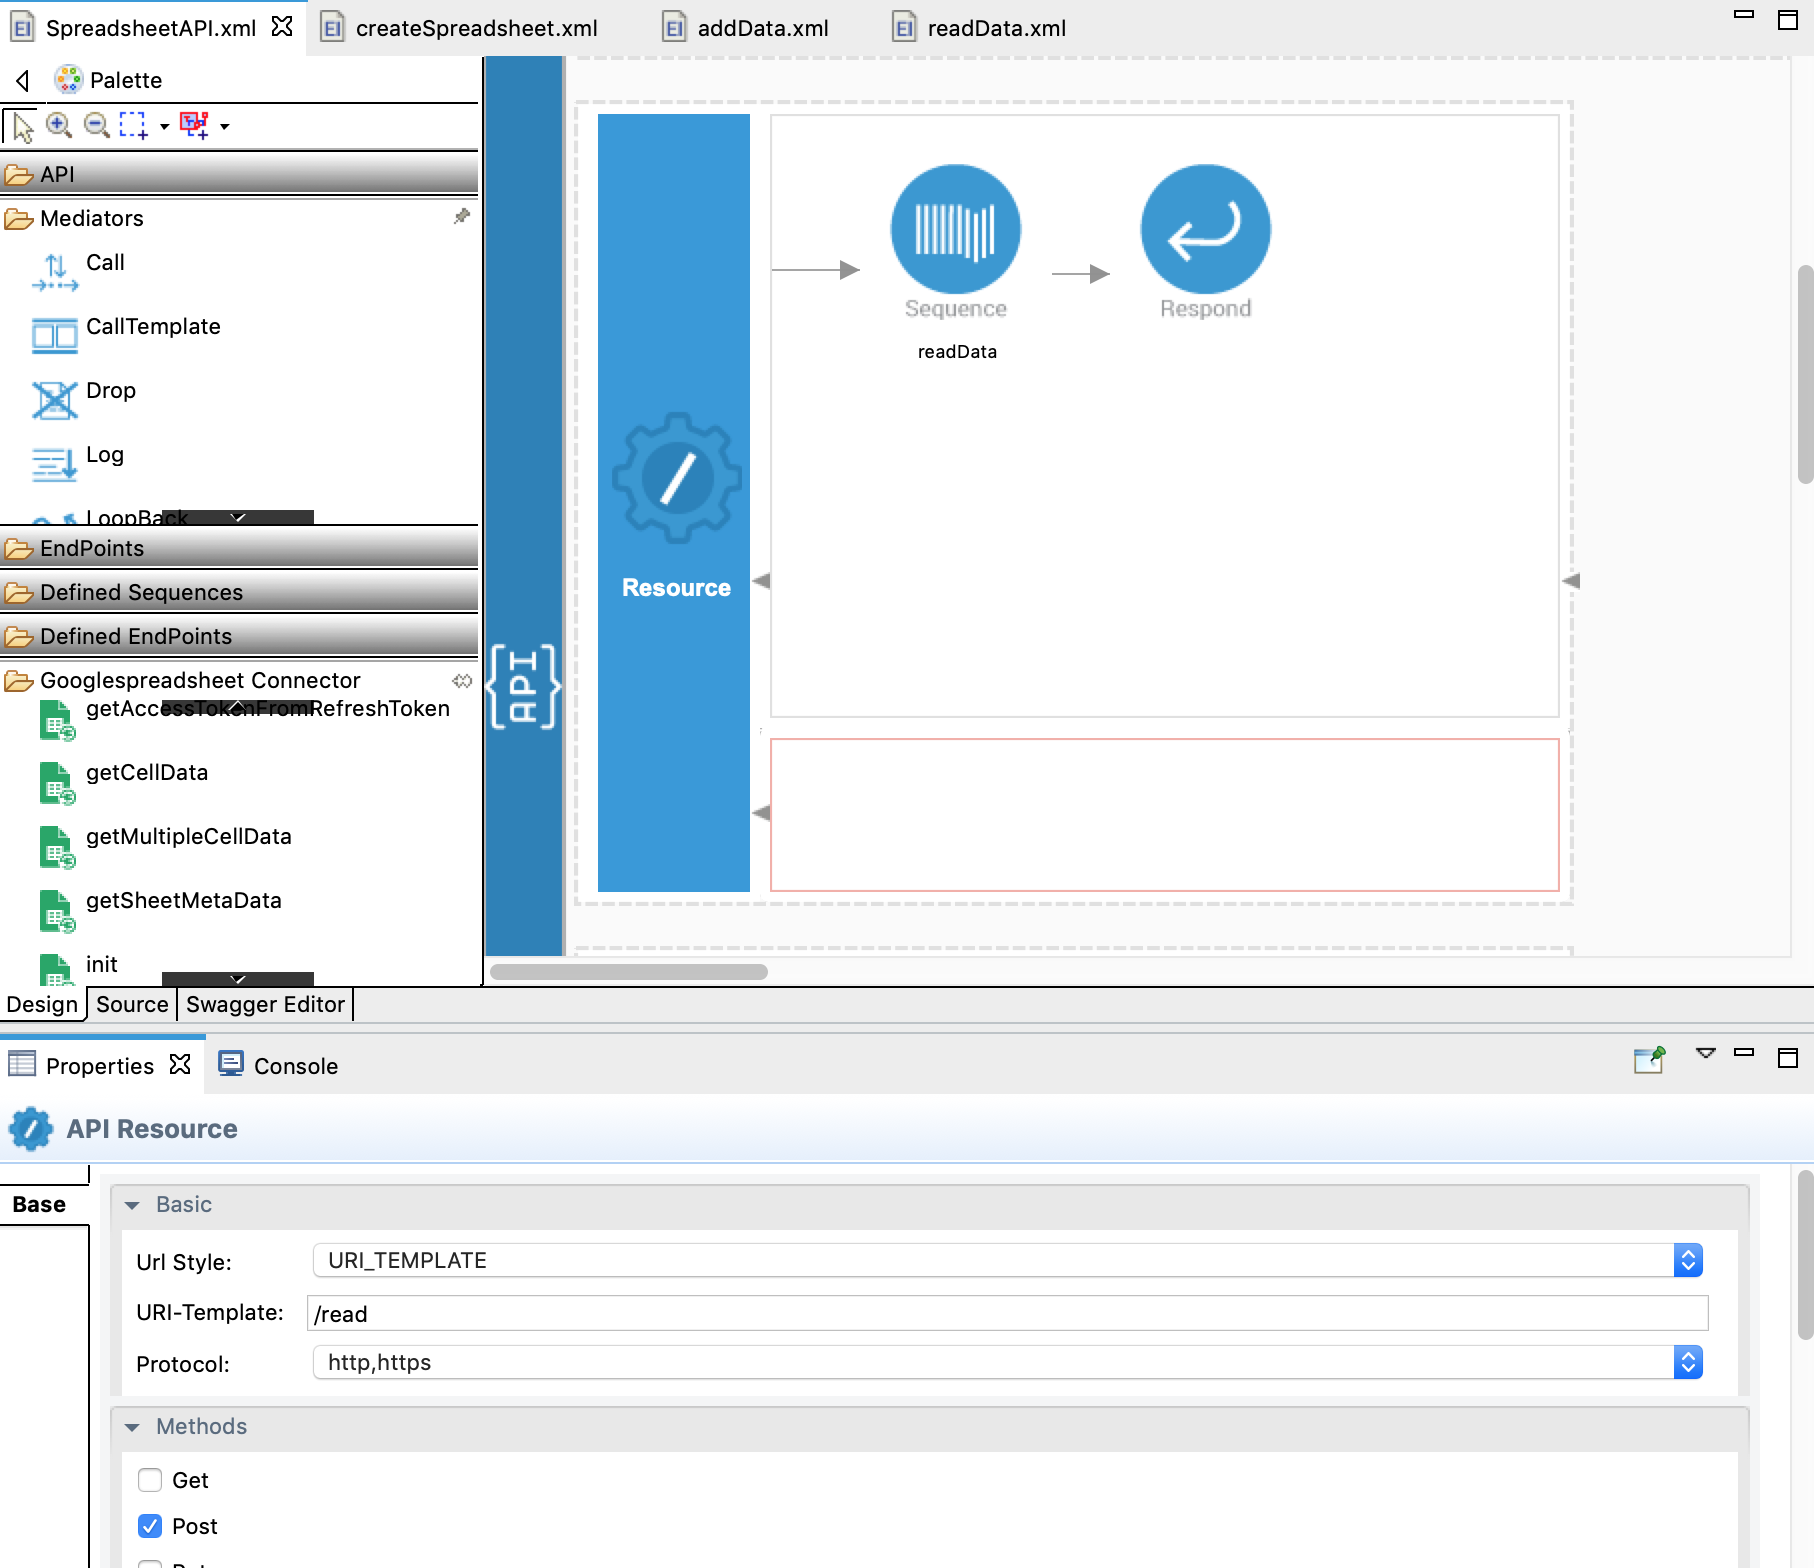 SpreadsheetAPI.xml
createSpreadsheet.xml
addData.xml
readData.xml
Palette
API
Mediators
Call
CallTemplate
Drop
Log
LoopBack
EndPoints
Defined Sequences
Defined EndPoints
Googlespreadsheet Connector
getAccessTokenFromRefreshToken
getCellData
getMultipleCellData
getSheetMetaData
init
{API}
Resource
Sequence
readData
Respond
Design
Source
Swagger Editor
Properties
Console
API Resource
Base
Basic
Url Style:
URI_TEMPLATE
URI-Template:
/read
Protocol:
http,https
Methods
Get
Post